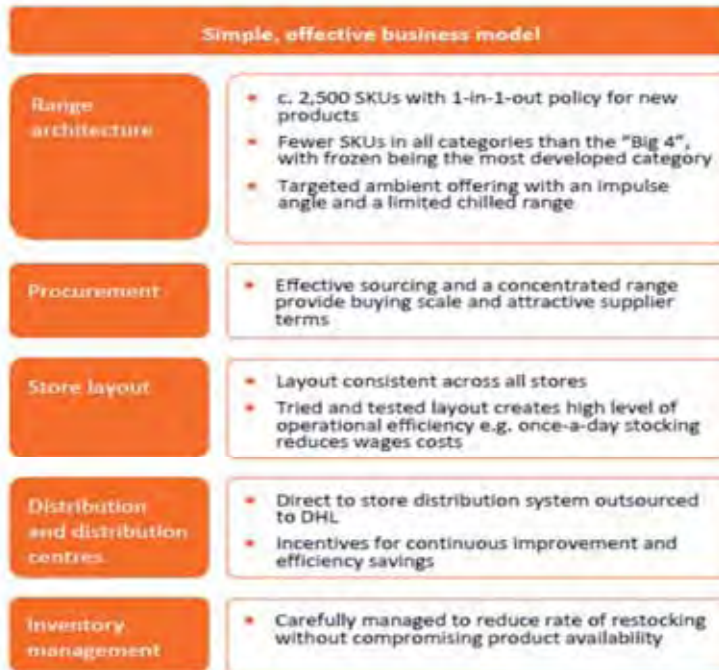 Simple, effective business model
Range
architecture
• c. 2,500 SKUs with 1-in-1-out policy for new
products
• Fewer SKUs in all categories than the "Big 4",
with frozen being the most developed category
• Targeted ambient offering with an impulse
angle and a limited chilled range
Procurement
• Effective sourcing and a concentrated range
provide buying scale and attractive supplier
terms
Store layout
• Layout consistent across all stores
• Tried and tested layout creates high level of
operational efficiency e.g. once-a-day stocking
reduces wages costs
Distribution
and distribution
centres
• Direct to store distribution system outsourced
to DHL
• Incentives for continuous improvement and
efficiency savings
Inventory
management
• Carefully managed to reduce rate of restocking
without compromising product availability